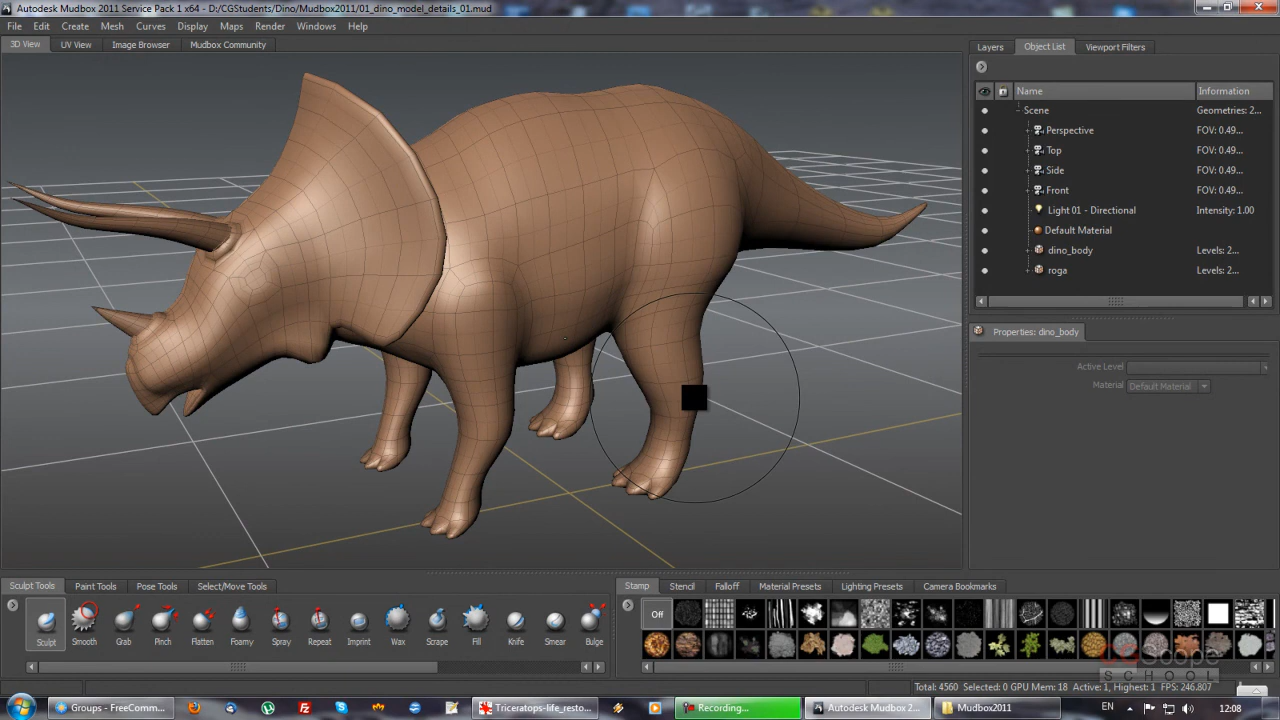 Autodesk Mudbox 2011 Service Pack 1 x64 - D:/CGStudents/Dino/Mudbox2011/01_dino_model_details_01.mud
File Edit Create Mesh Curves Display Maps Render Windows Help
3D View UV View Image Browser Mudbox Community
Layers Object List Viewport Filters
Name Information
Scene Geometries: 2...
Perspective FOV: 0.49...
Top FOV: 0.49...
Side FOV: 0.49...
Front FOV: 0.49...
Light 01 - Directional Intensity: 1.00
Default Material
dino_body Levels: 2...
roga Levels: 2...
Properties: dino_body
Active Level
Material Default Material
Sculpt Tools Paint Tools Pose Tools Select/Move Tools
Stamp Stencil Falloff Material Presets Lighting Presets Camera Bookmarks
Off
Sculpt Smooth Grab Pinch Flatten Foamy Spray Repeat Imprint Wax Scrape Fill Knife Smear Bulge
CGScope
SCHOOL
Total: 4560 Selected: 0 GPU Mem: 18 Active: 1, Highest: 1 FPS: 246.807
Groups - FreeComm... Triceratops-life_resto... Recording... Autodesk Mudbox 2... Mudbox2011 EN 12:08